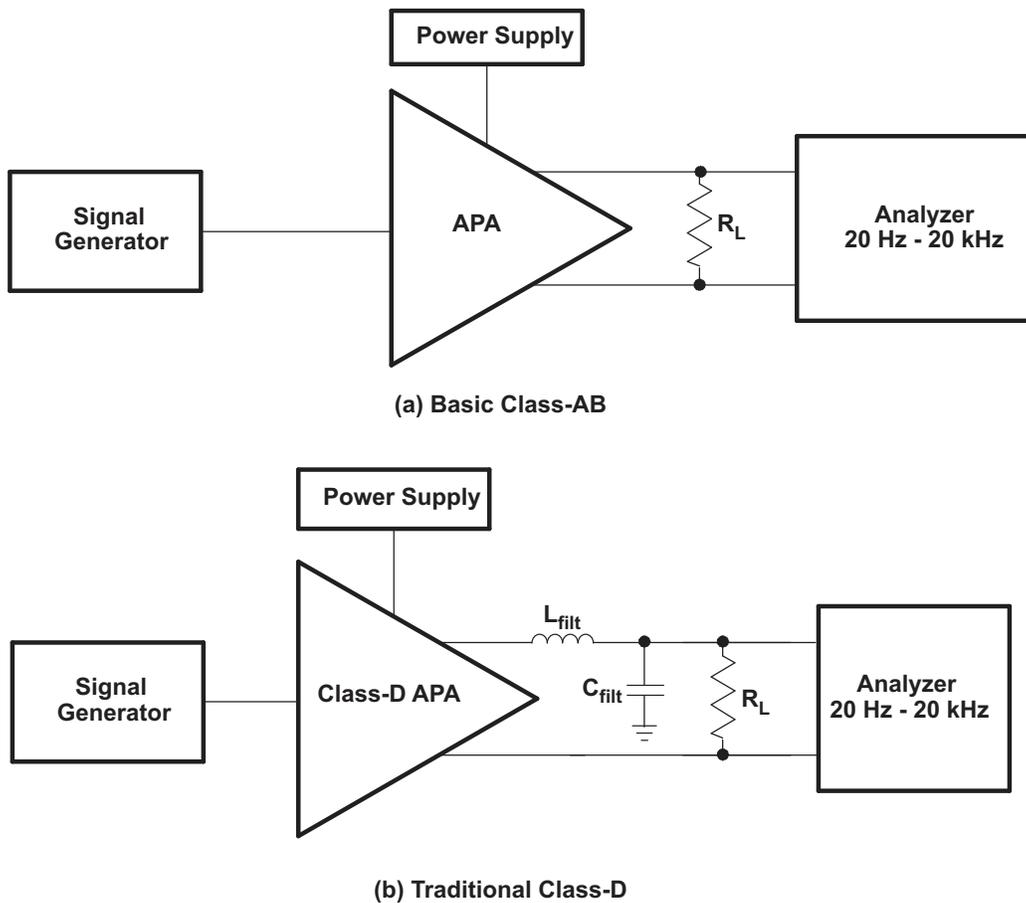 Power Supply
Signal
Generator
APA
R_L
Analyzer
20 Hz - 20 kHz
(a) Basic Class-AB
Power Supply
L_filt
Signal
Generator
Class-D APA
C_filt
R_L
Analyzer
20 Hz - 20 kHz
(b) Traditional Class-D